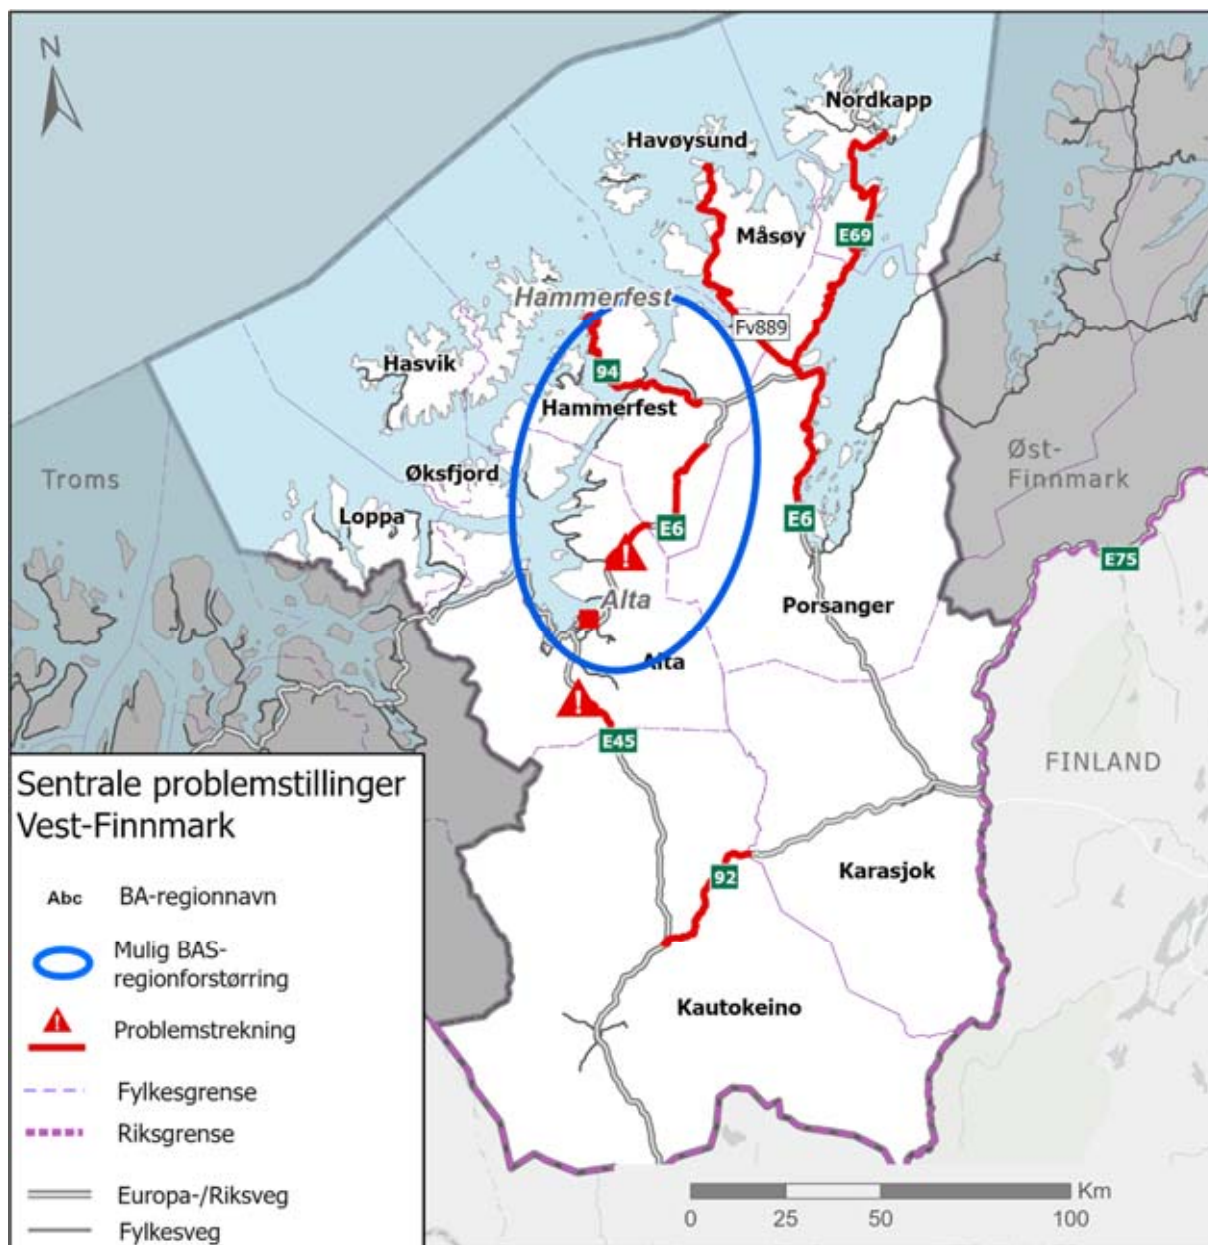 N
Nordkapp
Havøysund
Måsøy
E69
Hammerfest
Fv889
Hasvik
94
Hammerfest
Troms
Øksfjord
Øst-
Finnmark
Loppa
E6
E6
E75
Alta
Porsanger
Alta
E45
FINLAND
92
Karasjok
Kautokeino
Sentrale problemstillinger
Vest-Finnmark
Abc BA-regionnavn
Mulig BAS-
regionforstørring
! Problemstrekning
Fylkesgrense
Riksgrense
Europa-/Riksveg
Fylkesveg
Km
0 25 50 100